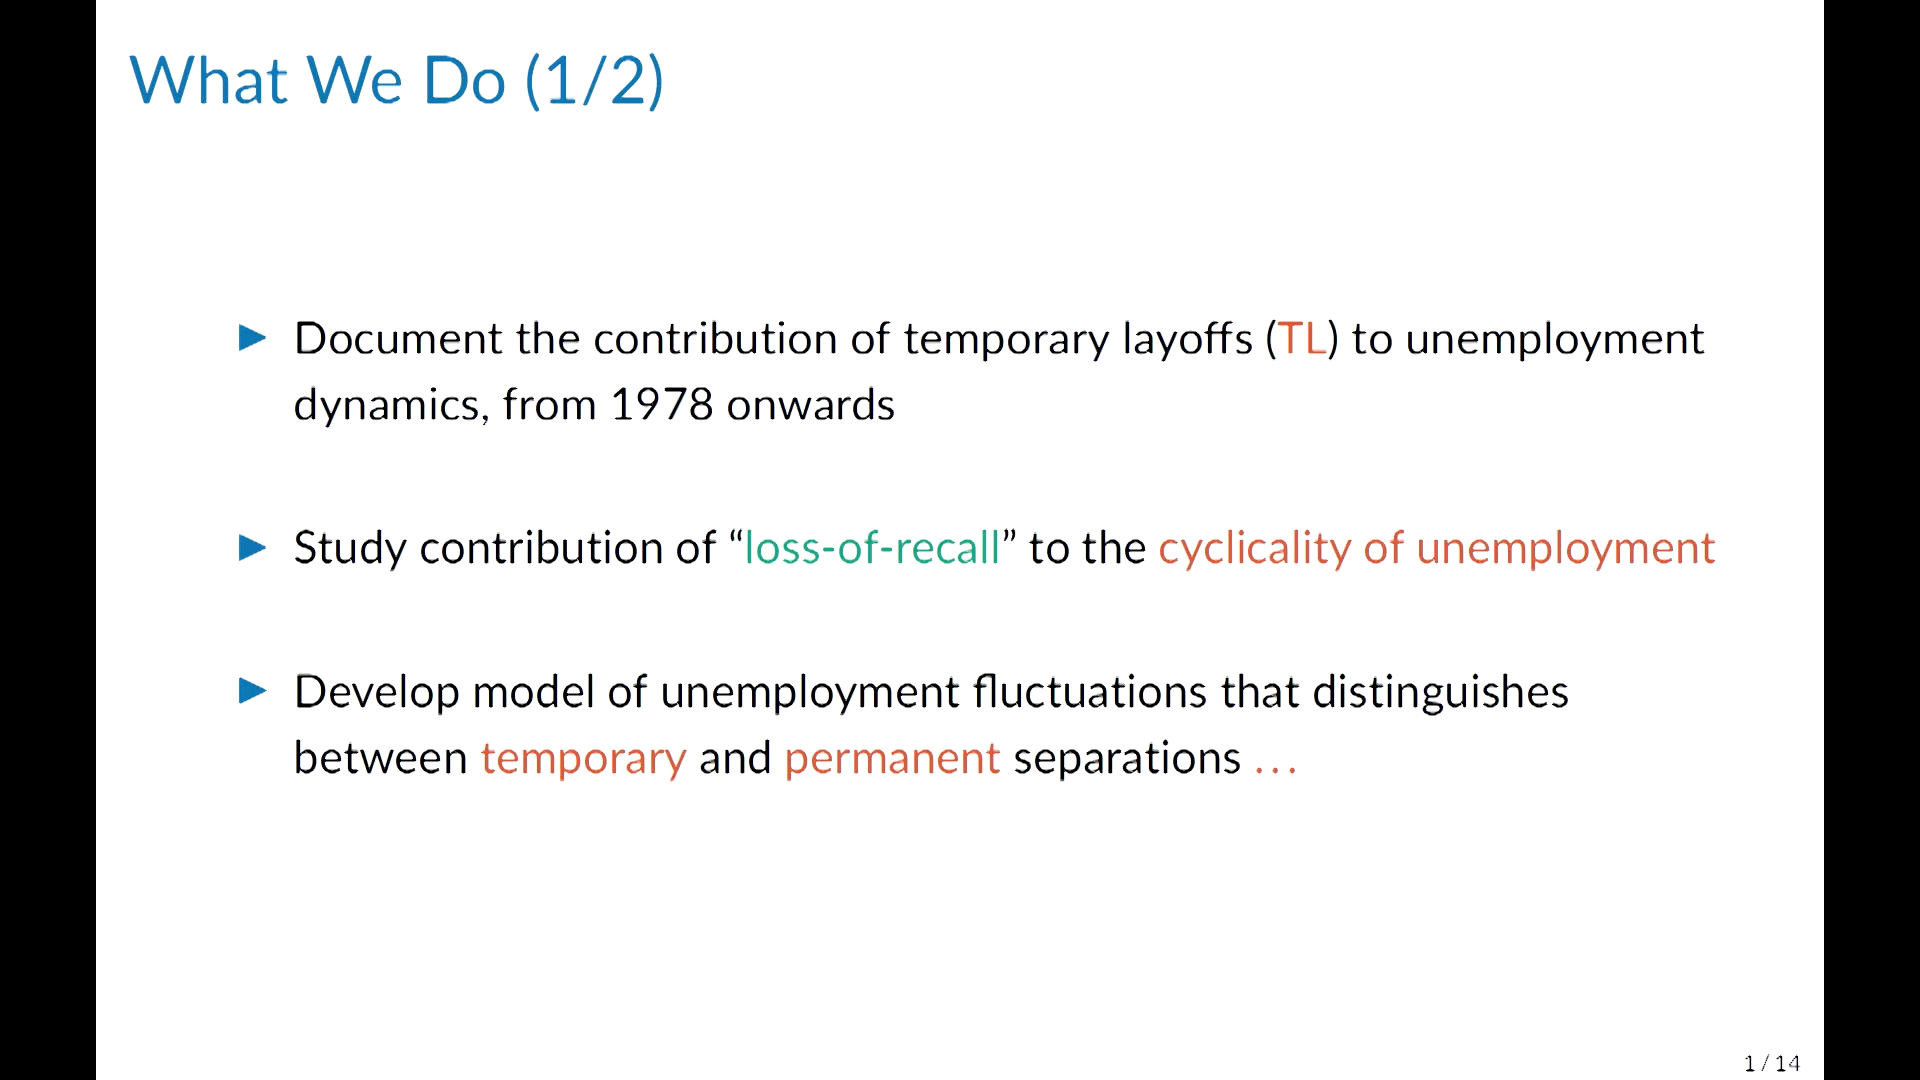 What We Do (1/2)
▶ Document the contribution of temporary layoffs (TL) to unemployment
dynamics, from 1978 onwards
▶ Study contribution of “loss-of-recall” to the cyclicality of unemployment
▶ Develop model of unemployment fluctuations that distinguishes
between temporary and permanent separations ...
1 / 14